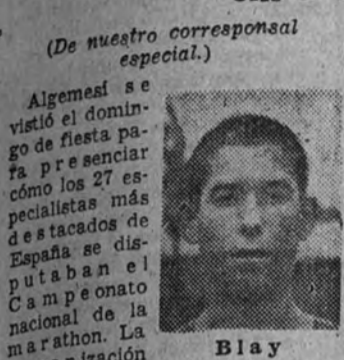 (De nuestro corresponsal
especial.)
Algemesí se
vistió el domin-
go de fiesta pa-
ra presenciar
cómo los 27 es-
pecialistas más
destacados de
España se dis-
putaban el
Campeonato
nacional de la
marathon. La
Blay